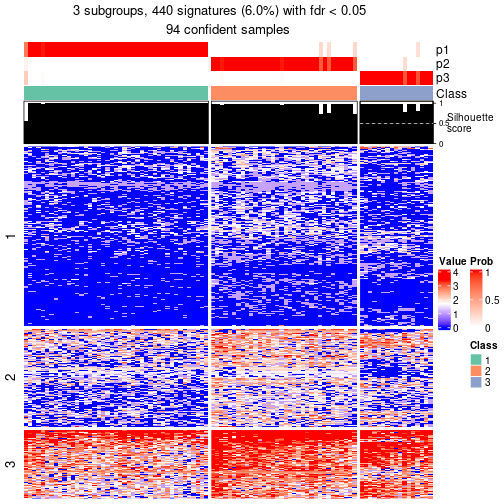 3 subgroups, 440 signatures (6.0%) with fdr < 0.05
94 confident samples
p1
p2
p3
Class
1
0.5
0
Silhouette
score
1
2
3
Value
4
3
2
1
0
Prob
1
0.5
0
Class
1
2
3